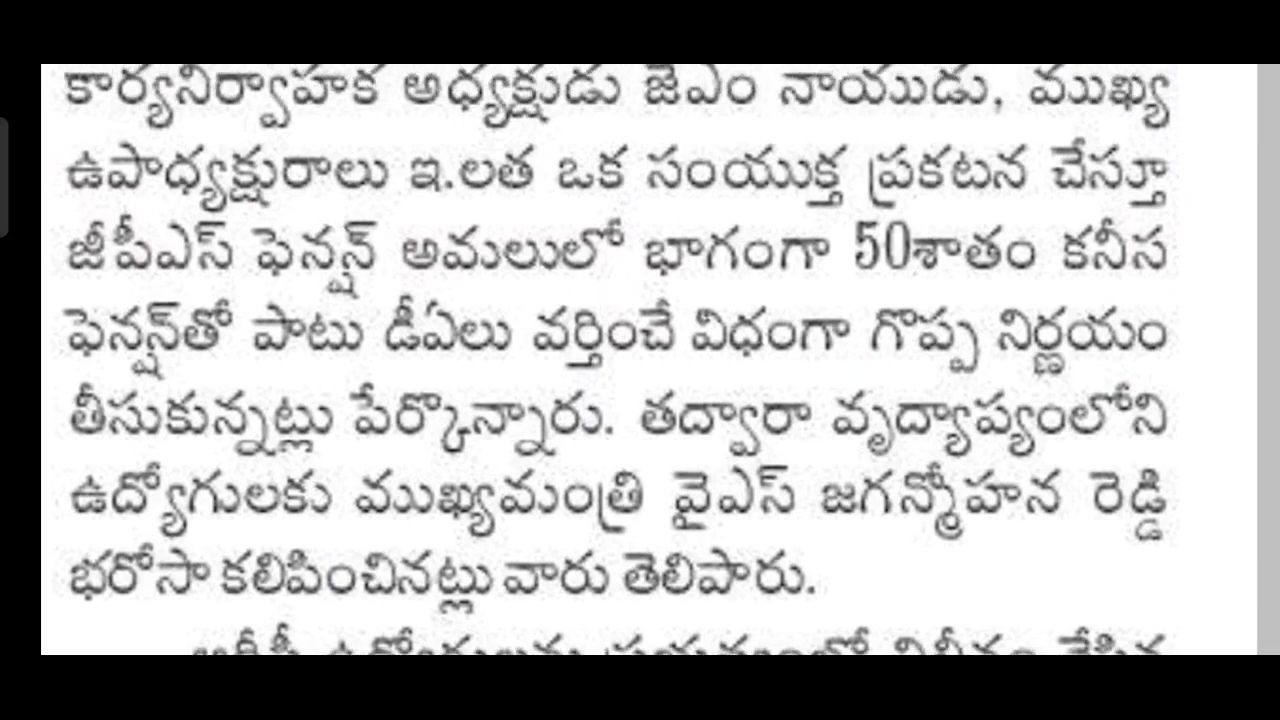 కార్యనిర్వాహక అధ్యక్షుడు జేఎం నాయుడు, ముఖ్య
ఉపాధ్యక్షురాలు ఇ.లత ఒక సంయుక్త ప్రకటన చేస్తూ
జీపీఎస్ ఫెన్షన్ అమలులో భాగంగా 50శాతం కనీస
ఫెన్షన్‌తో పాటు డీఏలు వర్తించే విధంగా గొప్ప నిర్ణయం
తీసుకున్నట్లు పేర్కొన్నారు. తద్వారా వృద్యాప్యంలోని
ఉద్యోగులకు ముఖ్యమంత్రి వైఎస్ జగన్మోహన రెడ్డి
భరోసా కలిపించినట్లు వారు తెలిపారు.